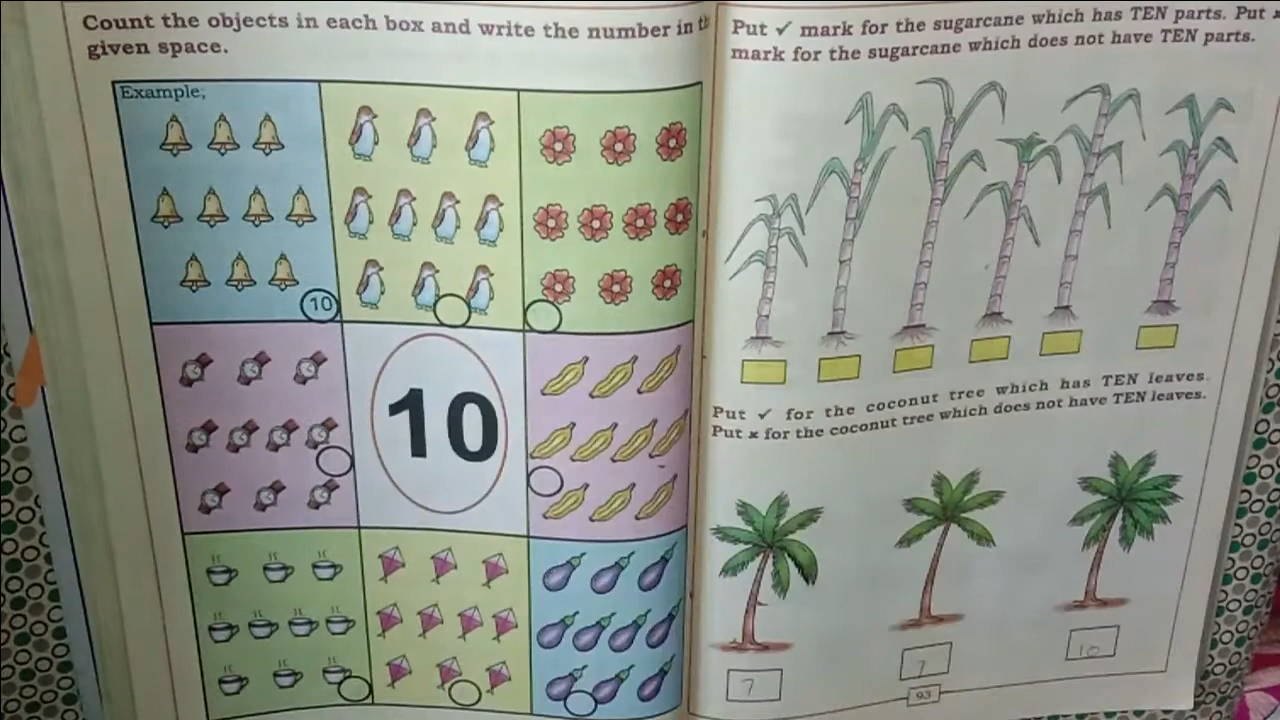 Count the objects in each box and write the number in th
given space.
Example,
10
10
Put ✓ mark for the sugarcane which has TEN parts. Put x
mark for the sugarcane which does not have TEN parts.
Put ✓ for the coconut tree which has TEN leaves.
Put x for the coconut tree which does not have TEN leaves.
7
7
10
93